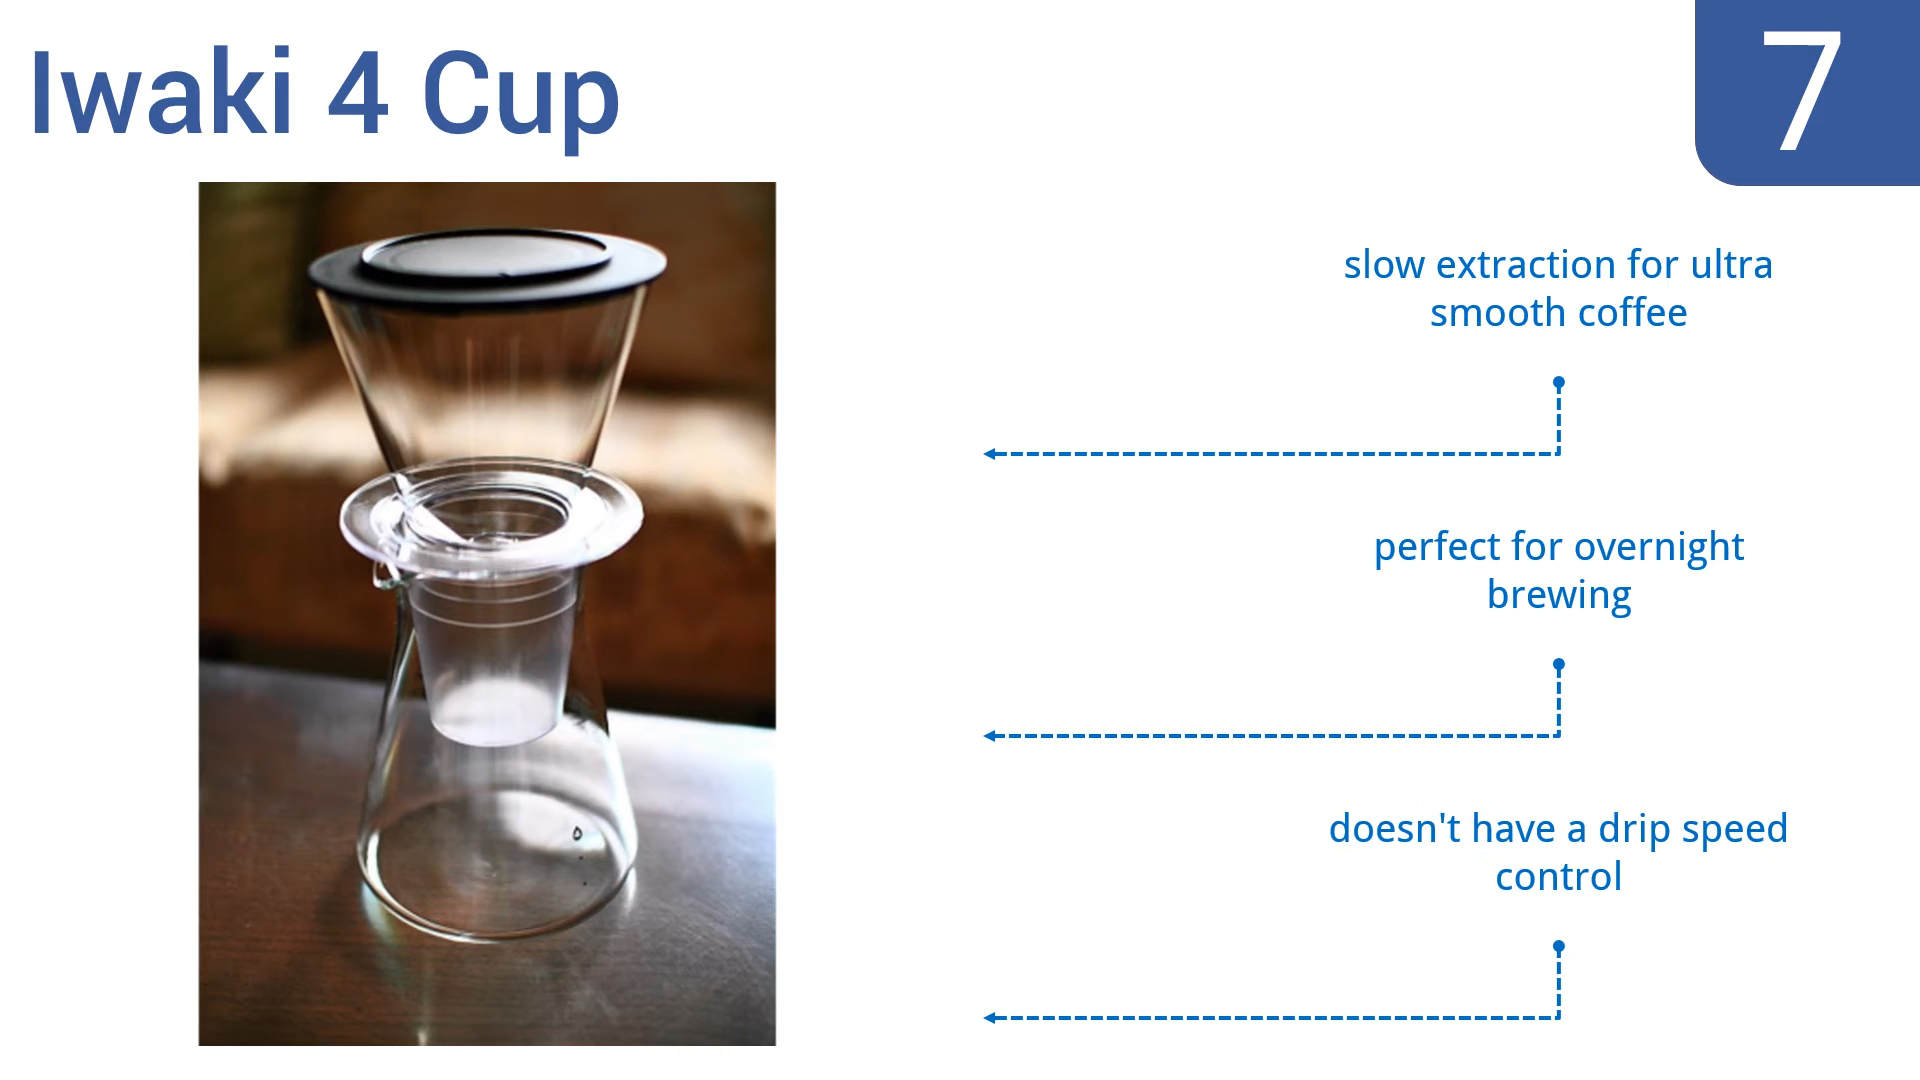 Iwaki 4 Cup
7
slow extraction for ultra
smooth coffee
perfect for overnight
brewing
doesn't have a drip speed
control